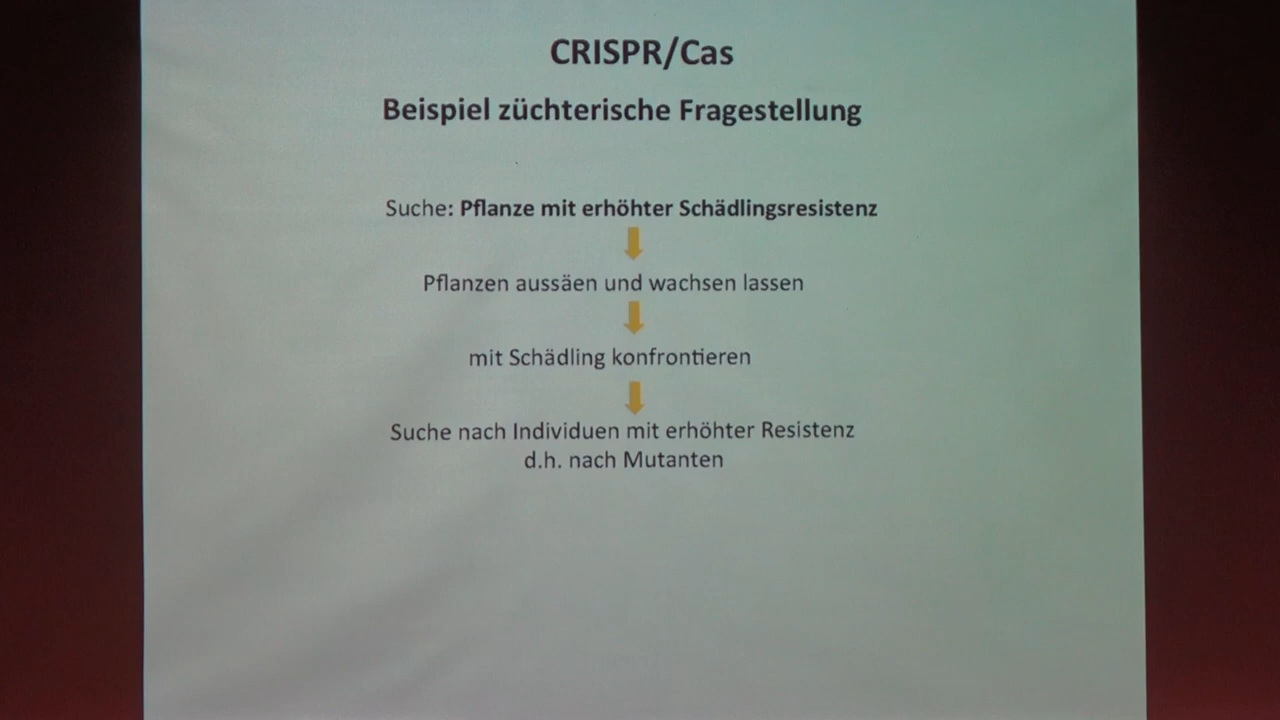 CRISPR/Cas
Beispiel züchterische Fragestellung
Suche: Pflanze mit erhöhter Schädlingsresistenz
Pflanzen aussäen und wachsen lassen
mit Schädling konfrontieren
Suche nach Individuen mit erhöhter Resistenz
d.h. nach Mutanten